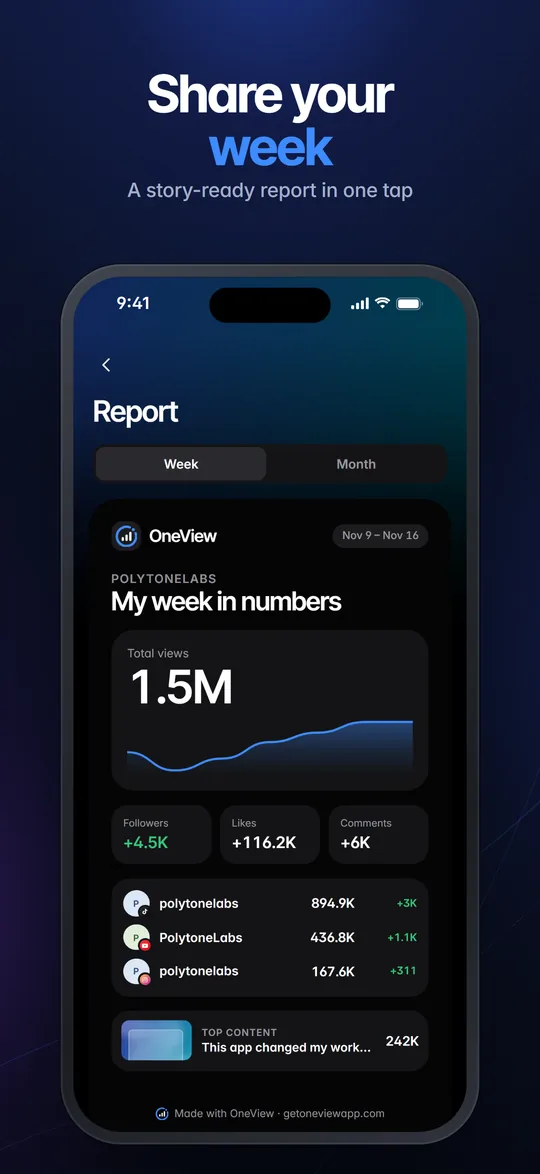 Share your
week
A story-ready report in one tap
9:41
Report
Week Month
OneView Nov 9 – Nov 16
POLYTONELABS
My week in numbers
Total views
1.5M
Followers Likes Comments
+4.5K +116.2K +6K
P polytonelabs 894.9K +3K
P PolytoneLabs 436.8K +1.1K
P polytonelabs 167.6K +311
TOP CONTENT
This app changed my work... 242K
Made with OneView · getoneviewapp.com